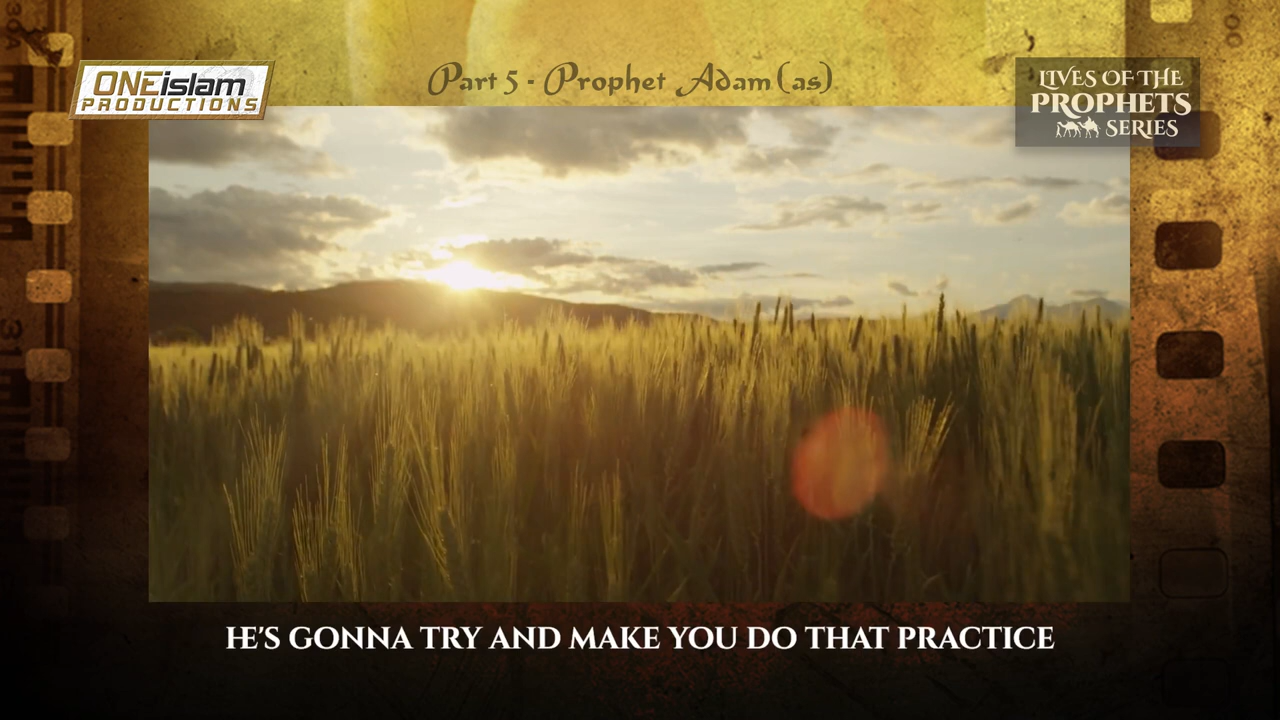 ONEislam
PRODUCTIONS
Part 5 - Prophet Adam (as)
LIVES OF THE
PROPHETS
SERIES
HE'S GONNA TRY AND MAKE YOU DO THAT PRACTICE